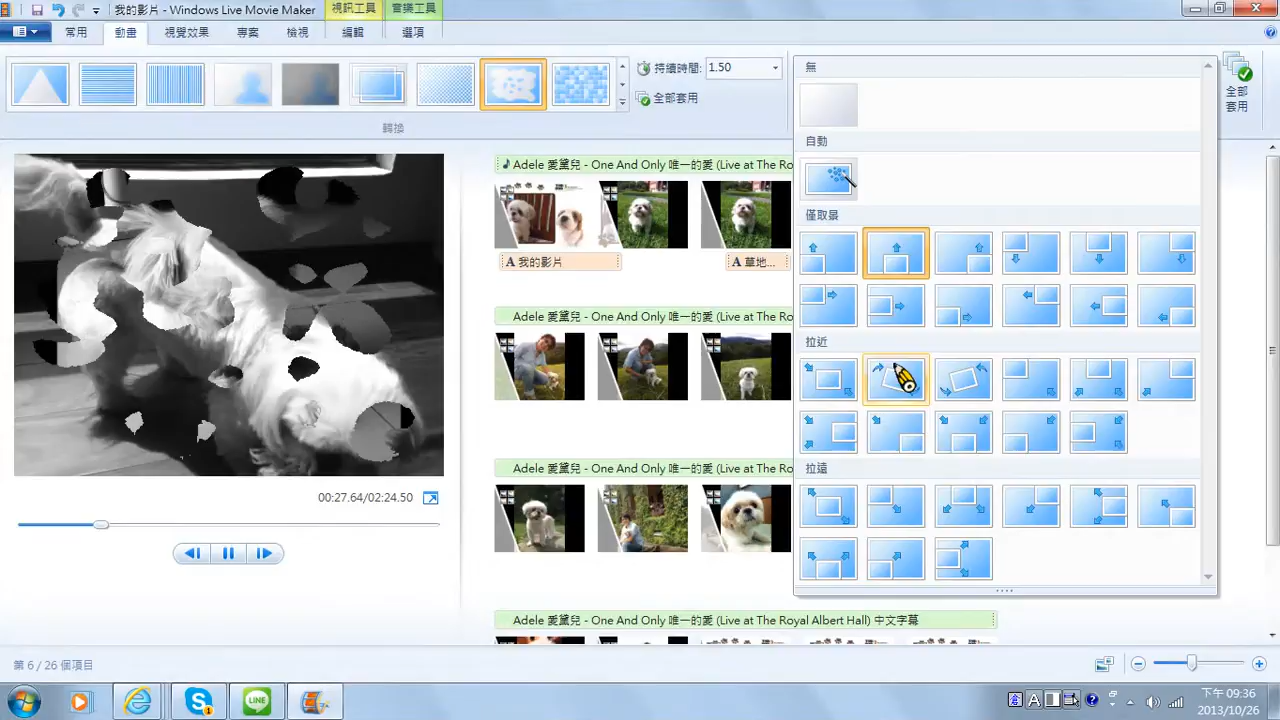 我的影片 - Windows Live Movie Maker
視訊工具
音樂工具
常用
動畫
視覺效果
專案
檢視
編輯
選項
持續時間: 1.50
全部套用
轉換
全部
套用
無
自動
僅取景
拉近
拉遠
Adele 愛黛兒 - One And Only 唯一的愛 (Live at The Ro
A 我的影片
A 草地...
Adele 愛黛兒 - One And Only 唯一的愛 (Live at The Ro
Adele 愛黛兒 - One And Only 唯一的愛 (Live at The Ro
Adele 愛黛兒 - One And Only 唯一的愛 (Live at The Royal Albert Hall) 中文字幕
00:27.64/02:24.50
第 6 / 26 個項目
LINE
A
下午 09:36
2013/10/26